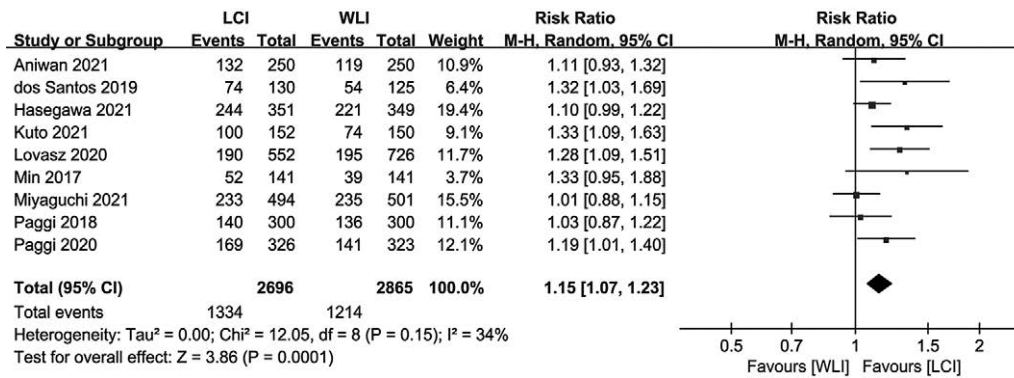 LCI WLI Risk Ratio Risk Ratio
Study or Subgroup Events Total Events Total Weight M-H, Random, 95% CI M-H, Random, 95% CI
Aniwan 2021 132 250 119 250 10.9% 1.11 [0.93, 1.32]
dos Santos 2019 74 130 54 125 6.4% 1.32 [1.03, 1.69]
Hasegawa 2021 244 351 221 349 19.4% 1.10 [0.99, 1.22]
Kuto 2021 100 152 74 150 9.1% 1.33 [1.09, 1.63]
Lovasz 2020 190 552 195 726 11.7% 1.28 [1.09, 1.51]
Min 2017 52 141 39 141 3.7% 1.33 [0.95, 1.88]
Miyaguchi 2021 233 494 235 501 15.5% 1.01 [0.88, 1.15]
Paggi 2018 140 300 136 300 11.1% 1.03 [0.87, 1.22]
Paggi 2020 169 326 141 323 12.1% 1.19 [1.01, 1.40]
Total (95% CI) 2696 2865 100.0% 1.15 [1.07, 1.23]
Total events 1334 1214
Heterogeneity: Tau² = 0.00; Chi² = 12.05, df = 8 (P = 0.15); I² = 34%
Test for overall effect: Z = 3.86 (P = 0.0001)
0.5 0.7 1 1.5 2
Favours [WLI] Favours [LCI]